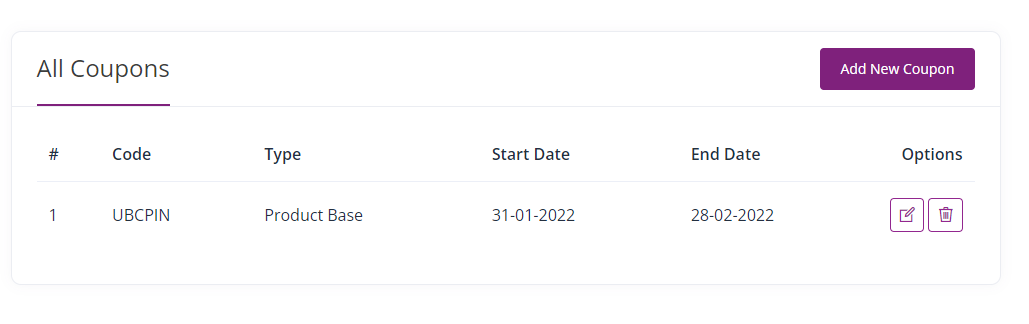 All Coupons
Add New Coupon
# Code Type Start Date End Date Options
1 UBCPIN Product Base 31-01-2022 28-02-2022